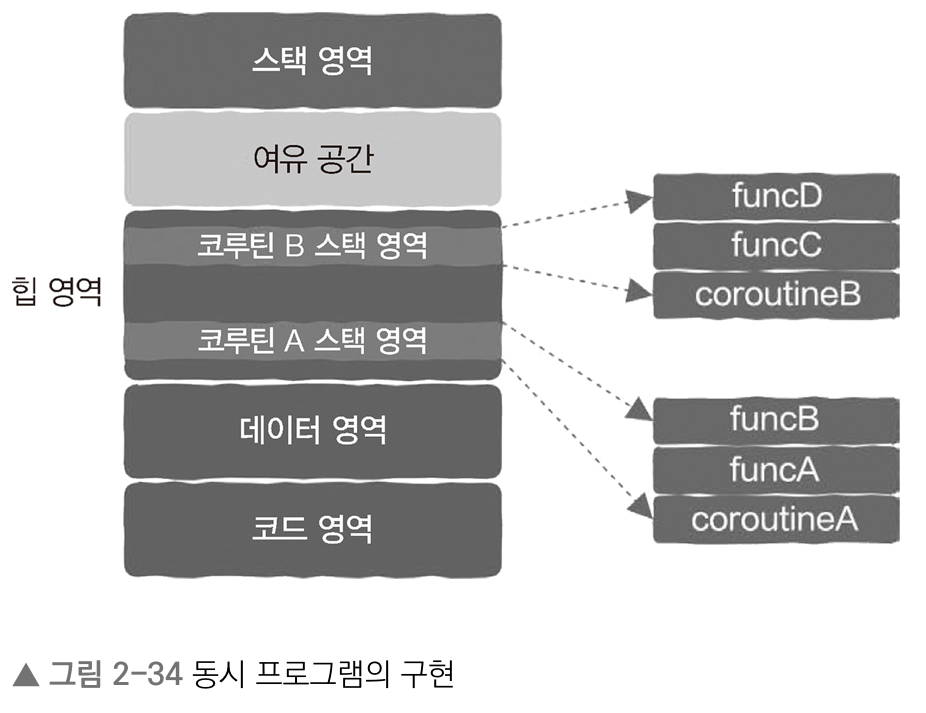 스택 영역
여유 공간
힙 영역
코루틴 B 스택 영역
코루틴 A 스택 영역
데이터 영역
코드 영역
funcD
funcC
coroutineB
funcB
funcA
coroutineA
▲ 그림 2-34 동시 프로그램의 구현